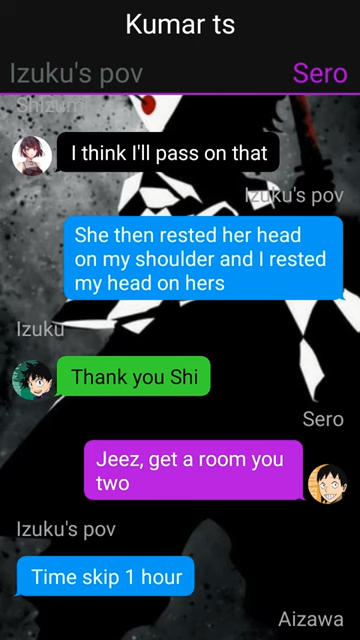 Kumar ts
Izuku's pov
Sero
Shizumi
I think I'll pass on that
Izuku's pov
She then rested her head
on my shoulder and I rested
my head on hers
Izuku
Thank you Shi
Sero
Jeez, get a room you
two
Izuku's pov
Time skip 1 hour
Aizawa